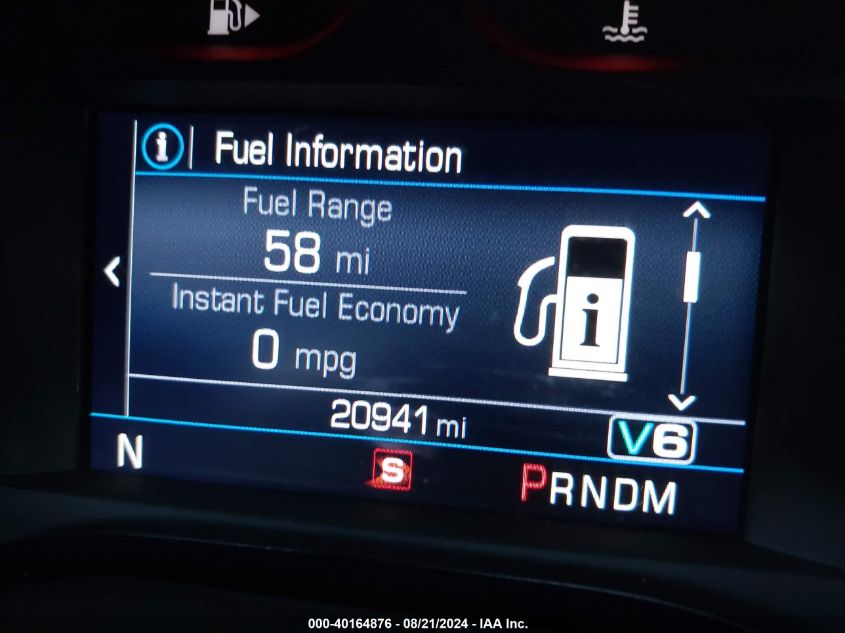 i Fuel Information
Fuel Range
58 mi
Instant Fuel Economy
0 mpg
i
20941 mi
V6
N
S
PRNDM
000-40164876 - 08/21/2024 - IAA Inc.